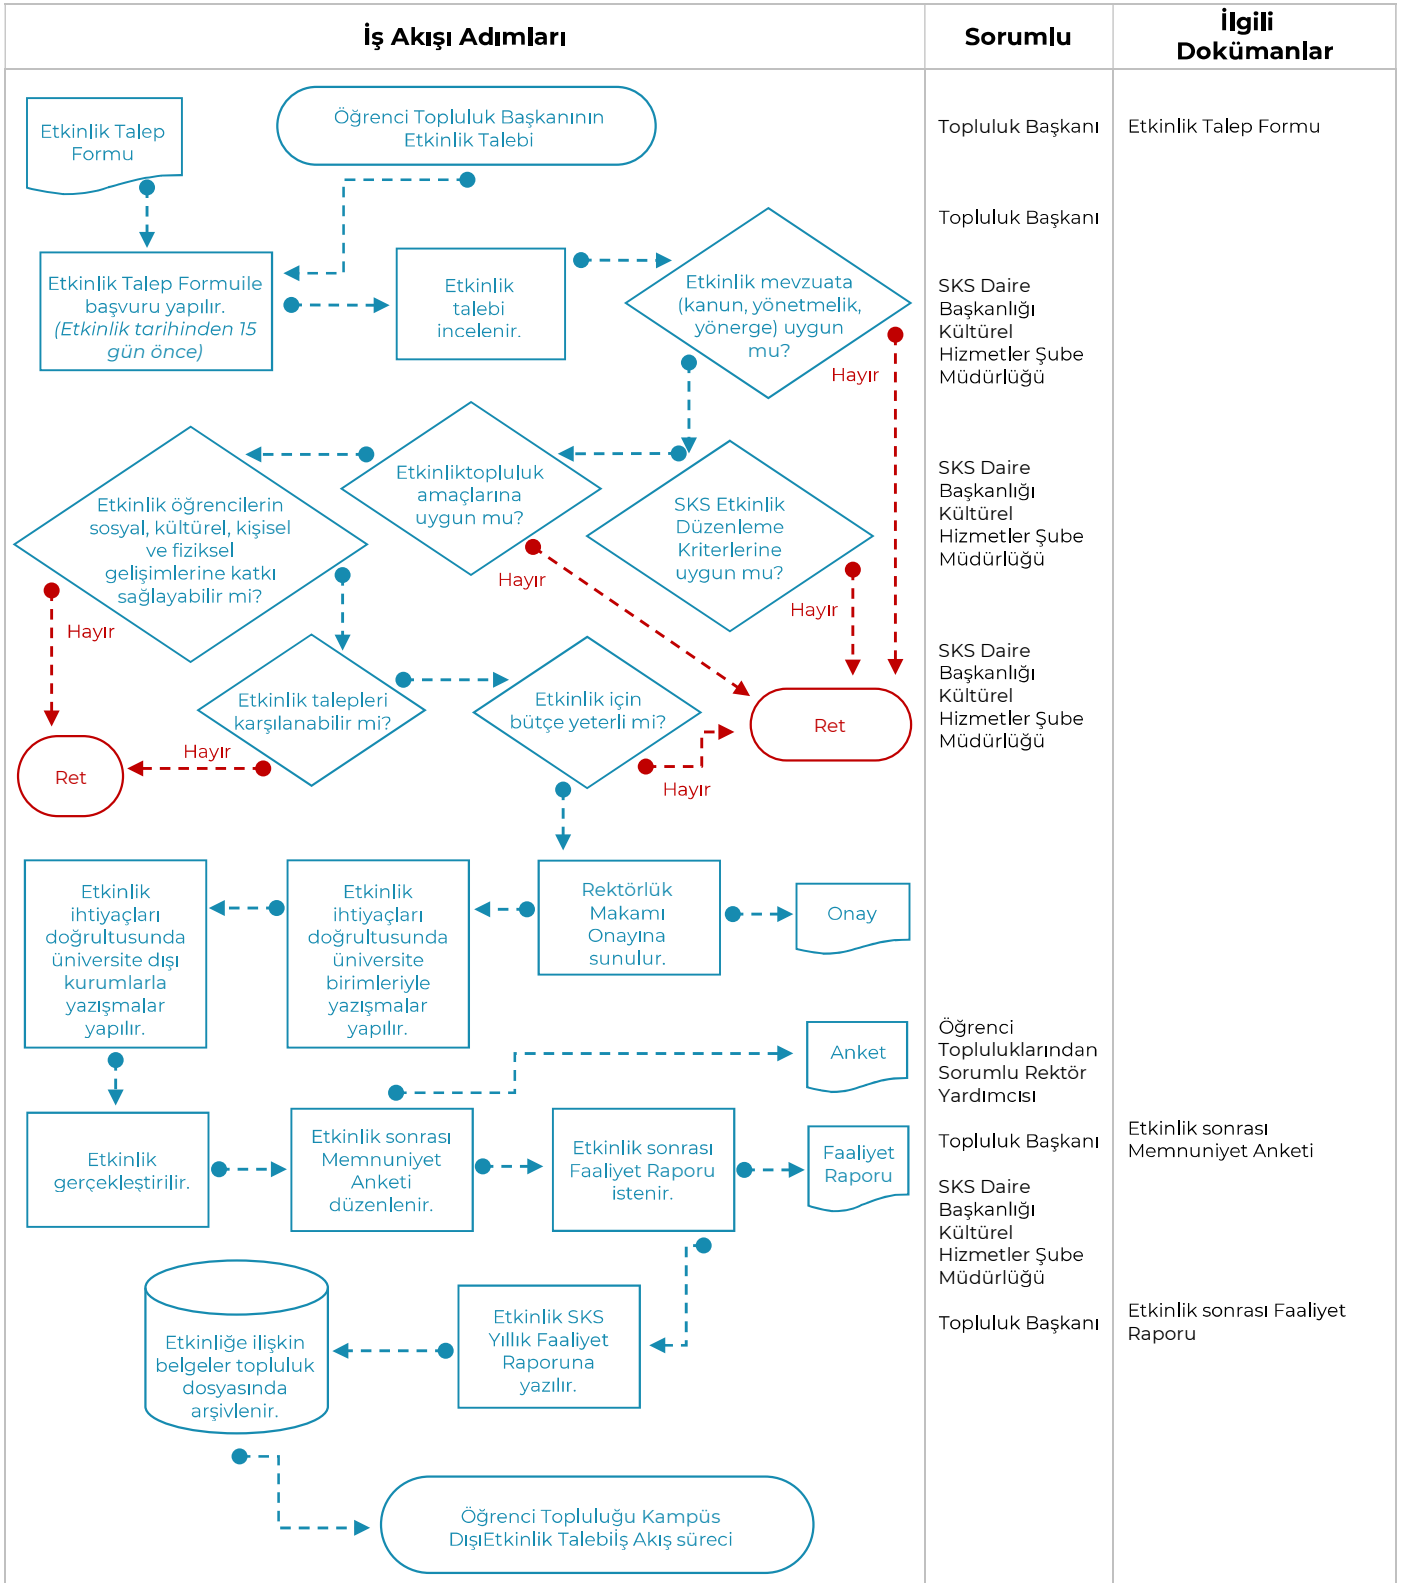 İş Akışı Adımları
Sorumlu
İlgili
Dokümanlar
Etkinlik Talep
Formu
Öğrenci Topluluk Başkanının
Etkinlik Talebi
Topluluk Başkanı
Etkinlik Talep Formu
Topluluk Başkanı
Etkinlik Talep Formuile
başvuru yapılır.
(Etkinlik tarihinden 15
gün önce)
Etkinlik
talebi
incelenir.
Etkinlik mevzuata
(kanun, yönetmelik,
yönerge) uygun
mu?
Hayır
SKS Daire
Başkanlığı
Kültürel
Hizmetler Şube
Müdürlüğü
Etkinlik öğrencilerin
sosyal, kültürel, kişisel
ve fiziksel
gelişimlerine katkı
sağlayabilir mi?
Hayır
Etkinliktopluluk
amaçlarına
uygun mu?
Hayır
SKS Etkinlik
Düzenleme
Kriterlerine
uygun mu?
Hayır
SKS Daire
Başkanlığı
Kültürel
Hizmetler Şube
Müdürlüğü
Etkinlik talepleri
karşılanabilir mi?
Hayır
Ret
Etkinlik için
bütçe yeterli mi?
Hayır
Ret
SKS Daire
Başkanlığı
Kültürel
Hizmetler Şube
Müdürlüğü
Etkinlik
ihtiyaçları
doğrultusunda
üniversite dışı
kurumlarla
yazışmalar
yapılır.
Etkinlik
ihtiyaçları
doğrultusunda
üniversite
birimleriyle
yazışmalar
yapılır.
Rektörlük
Makamı
Onayına
sunulur.
Onay
Anket
Öğrenci
Topluluklarından
Sorumlu Rektör
Yardımcısı
Etkinlik
gerçekleştirilir.
Etkinlik sonrası
Memnuniyet
Anketi
düzenlenir.
Etkinlik sonrası
Faaliyet Raporu
istenir.
Faaliyet
Raporu
Topluluk Başkanı
Etkinlik sonrası
Memnuniyet Anketi
SKS Daire
Başkanlığı
Kültürel
Hizmetler Şube
Müdürlüğü
Etkinliğe ilişkin
belgeler topluluk
dosyasında
arşivlenir.
Etkinlik SKS
Yıllık Faaliyet
Raporuna
yazılır.
Topluluk Başkanı
Etkinlik sonrası Faaliyet
Raporu
Öğrenci Topluluğu Kampüs
DışıEtkinlik Talebiİş Akış süreci